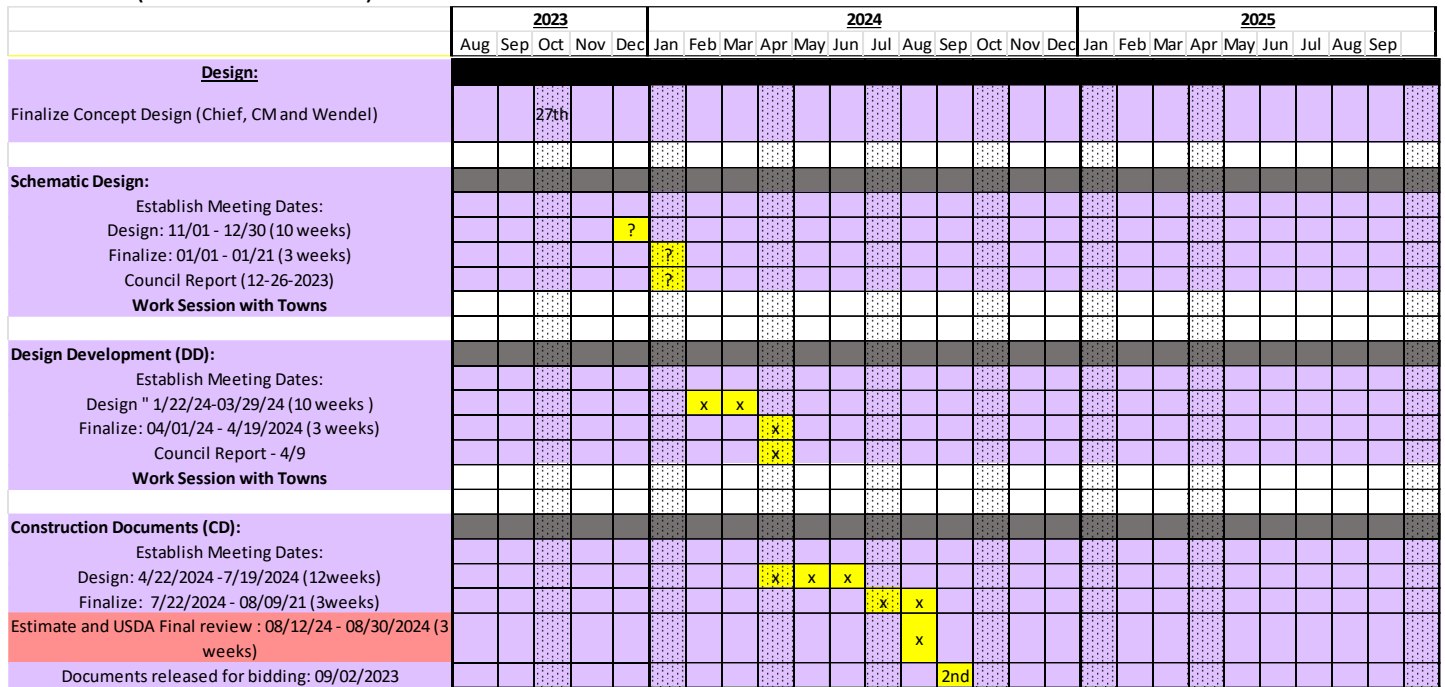 2023 2024 2025
Aug Sep Oct Nov Dec Jan Feb Mar Apr May Jun Jul Aug Sep Oct Nov Dec Jan Feb Mar Apr May Jun Jul Aug Sep
Design:
Finalize Concept Design (Chief, CM and Wendel) 27th
Schematic Design:
Establish Meeting Dates:
Design: 11/01 - 12/30 (10 weeks) ?
Finalize: 01/01 - 01/21 (3 weeks) ?
Council Report (12-26-2023) ?
Work Session with Towns
Design Development (DD):
Establish Meeting Dates:
Design " 1/22/24-03/29/24 (10 weeks ) x x
Finalize: 04/01/24 - 4/19/2024 (3 weeks) x
Council Report - 4/9 x
Work Session with Towns
Construction Documents (CD):
Establish Meeting Dates:
Design: 4/22/2024 -7/19/2024 (12weeks) x x x
Finalize: 7/22/2024 - 08/09/21 (3weeks) x x
Estimate and USDA Final review : 08/12/24 - 08/30/2024 (3
weeks) x
Documents released for bidding: 09/02/2023 2nd